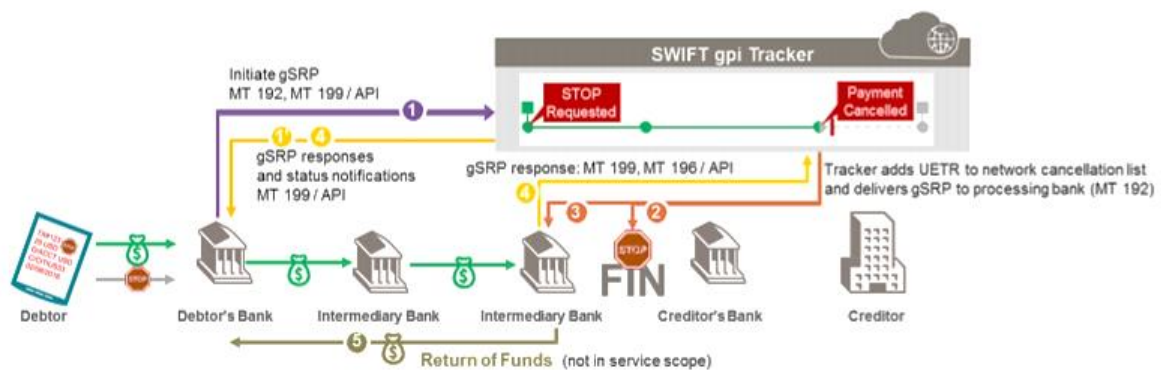 SWIFT gpi Tracker
Initiate gSRP
MT 192, MT 199 / API
1
STOP
Requested
Payment
Cancelled
1 4
gSRP responses
and status notifications
MT 199 / API
gSRP response: MT 199, MT 196 / API
Tracker adds UETR to network cancellation list
and delivers gSRP to processing bank (MT 192)
4
3
2
STOP
FIN
$
$
$
STOP
Debtor
Debtor's Bank
Intermediary Bank
Intermediary Bank
Creditor's Bank
Creditor
5
$
Return of Funds (not in service scope)